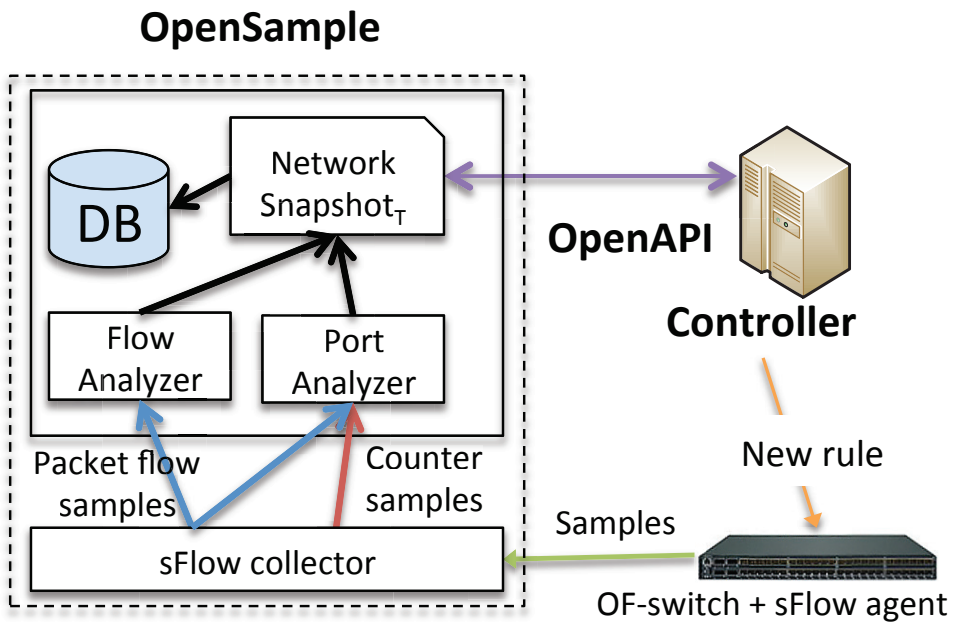 OpenSample
Network
Snapshot_T
DB
OpenAPI
Controller
Flow
Analyzer
Port
Analyzer
Packet flow
samples
Counter
samples
New rule
Samples
sFlow collector
OF-switch + sFlow agent